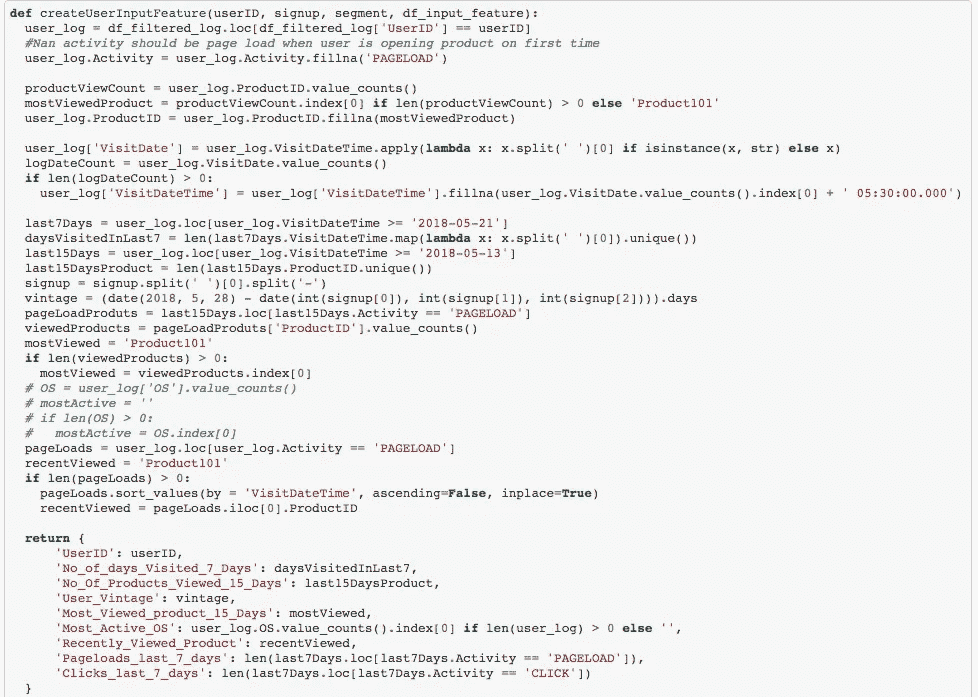 def createUserInputFeature(userID, signup, segment, df_input_feature):
  user_log = df_filtered_log.loc[df_filtered_log['UserID'] == userID]
  #Nan activity should be page load when user is opening product on first time
  user_log.Activity = user_log.Activity.fillna('PAGELOAD')

  productViewCount = user_log.ProductID.value_counts()
  mostViewedProduct = productViewCount.index[0] if len(productViewCount) > 0 else 'Product101'
  user_log.ProductID = user_log.ProductID.fillna(mostViewedProduct)

  user_log['VisitDate'] = user_log.VisitDateTime.apply(lambda x: x.split(' ')[0] if isinstance(x, str) else x)
  logDateCount = user_log.VisitDate.value_counts()
  if len(logDateCount) > 0:
    user_log['VisitDateTime'] = user_log['VisitDateTime'].fillna(user_log.VisitDate.value_counts().index[0] + ' 05:30:00.000')

  last7Days = user_log.loc[user_log.VisitDateTime >= '2018-05-21']
  daysVisitedInLast7 = len(last7Days.VisitDateTime.map(lambda x: x.split(' ')[0]).unique())
  last15Days = user_log.loc[user_log.VisitDateTime >= '2018-05-13']
  last15DaysProduct = len(last15Days.ProductID.unique())
  signup = signup.split(' ')[0].split('-')
  vintage = (date(2018, 5, 28) - date(int(signup[0]), int(signup[1]), int(signup[2]))).days
  pageLoadProduts = last15Days.loc[last15Days.Activity == 'PAGELOAD']
  viewedProducts = pageLoadProduts['ProductID'].value_counts()
  mostViewed = 'Product101'
  if len(viewedProducts) > 0:
    mostViewed = viewedProducts.index[0]
  # OS = user_log['OS'].value_counts()
  # mostActive = ''
  # if len(OS) > 0:
  #   mostActive = OS.index[0]
  pageLoads = user_log.loc[user_log.Activity == 'PAGELOAD']
  recentViewed = 'Product101'
  if len(pageLoads) > 0:
    pageLoads.sort_values(by = 'VisitDateTime', ascending=False, inplace=True)
    recentViewed = pageLoads.iloc[0].ProductID

  return {
      'UserID': userID,
      'No_of_days_Visited_7_Days': daysVisitedInLast7,
      'No_Of_Products_Viewed_15_Days': last15DaysProduct,
      'User_Vintage': vintage,
      'Most_Viewed_product_15_Days': mostViewed,
      'Most_Active_OS': user_log.OS.value_counts().index[0] if len(user_log) > 0 else '',
      'Recently_Viewed_Product': recentViewed,
      'Pageloads_last_7_days': len(last7Days.loc[last7Days.Activity == 'PAGELOAD']),
      'Clicks_last_7_days': len(last7Days.loc[last7Days.Activity == 'CLICK'])
  }